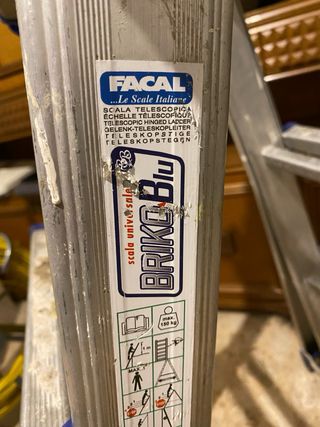 FACAL
...Le Scale Italiane
SCALA TELESCOPICA
ÉCHELLE TÉLESCOPIQUE
TELESCOPIC HINGED LADDER
GELENK-TELESKOPLEITER
TELESKOPSTIGE
TELESKOPSTEGEN
BB
BRIKO Blu
scala universale
max.
150 kg